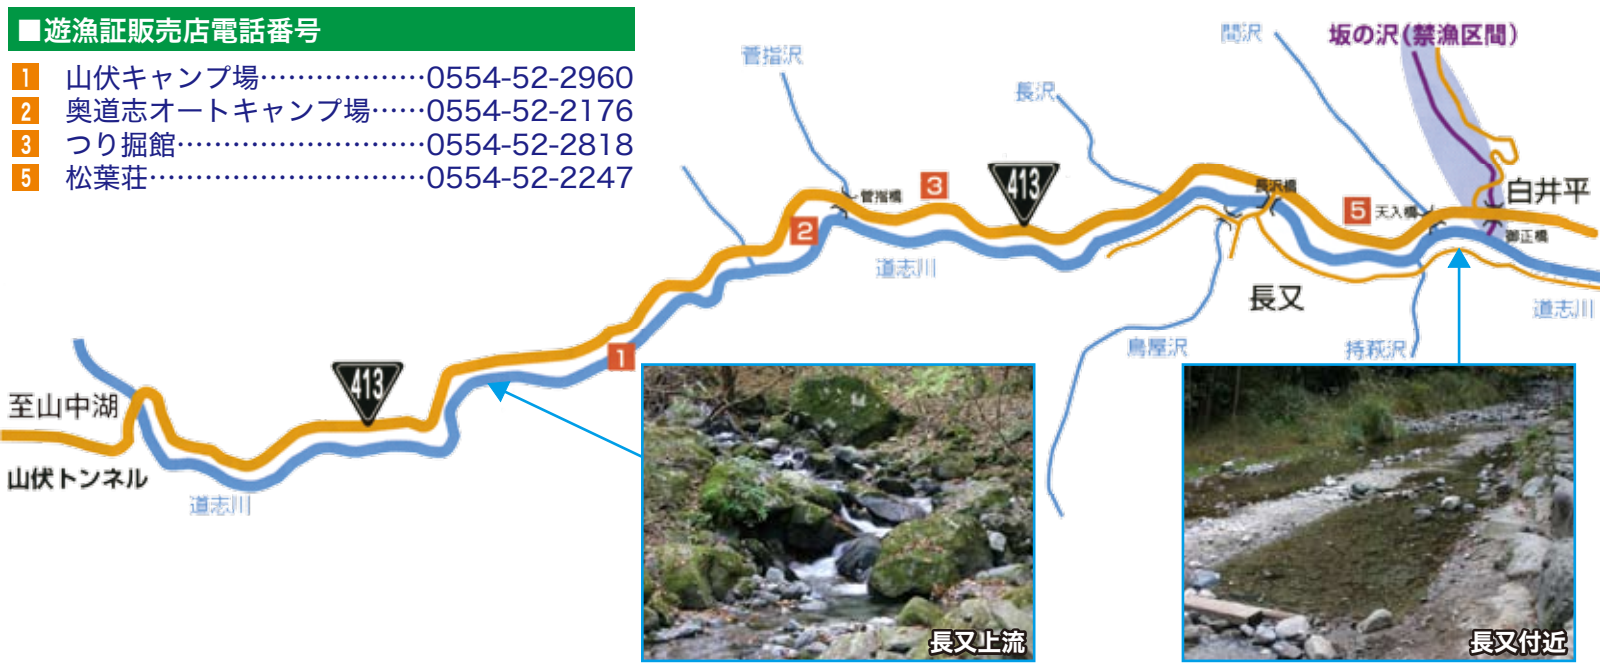 ■遊漁証販売店電話番号
1 山伏キャンプ場………………0554-52-2960
2 奥道志オートキャンプ場……0554-52-2176
3 つり掘館………………………0554-52-2818
5 松葉荘…………………………0554-52-2247
菅指沢
長沢
間沢
坂の沢(禁漁区間)
413
菅指橋
3
2
道志川
長沢橋
5
天入橋
白井平
御正橋
長又
道志川
鳥屋沢
持萩沢
1
413
至山中湖
山伏トンネル
道志川
長又上流
長又付近